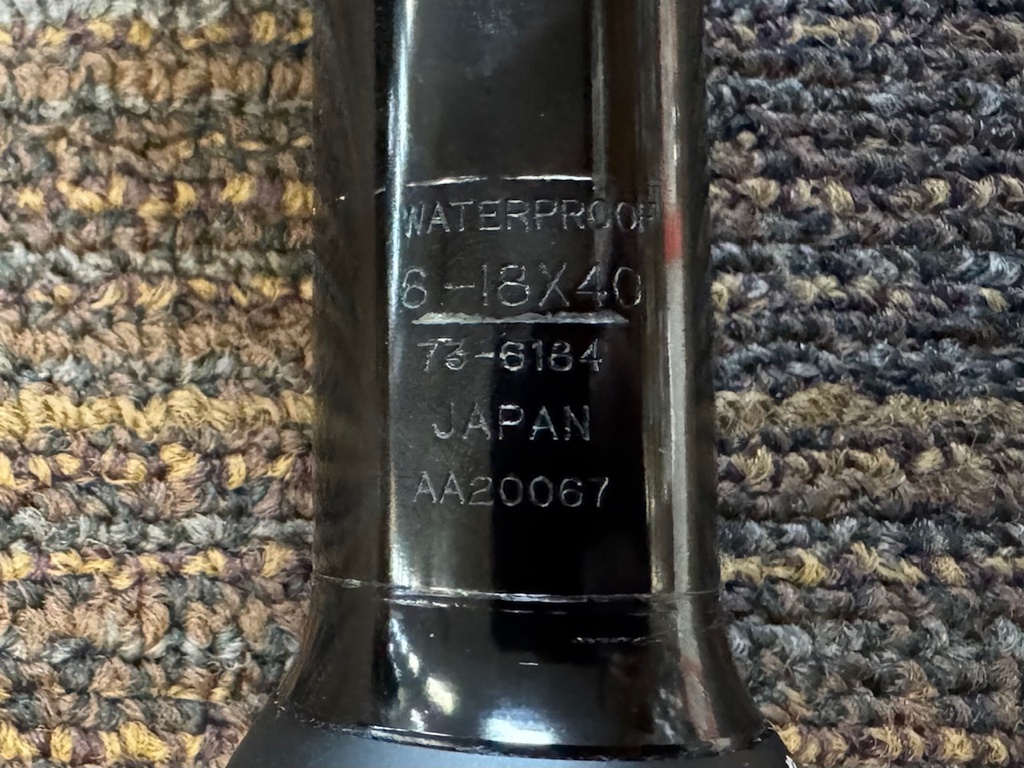 WATERPROOF
6-18X40
73-6184
JAPAN
AA20067